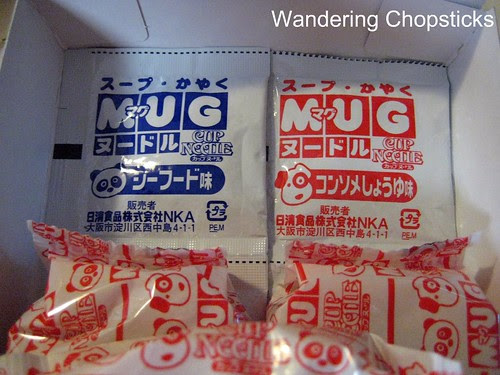 Wandering Chopsticks
スープ・かやく
MUG
マグ
ヌードル
CUP NOODLE
カップヌードル
シーフード味
販売者
日清食品株式会社NKA
大阪市淀川区西中島4-1-1
プラ
PE,M
スープ・かやく
MUG
マグ
ヌードル
CUP NOODLE
カップヌードル
コンソメしょうゆ味
販売者
日清食品株式会社NKA
大阪市淀川区西中島4-1-1
プラ
PE,M
MUG
MUG
CUP
NOODLE